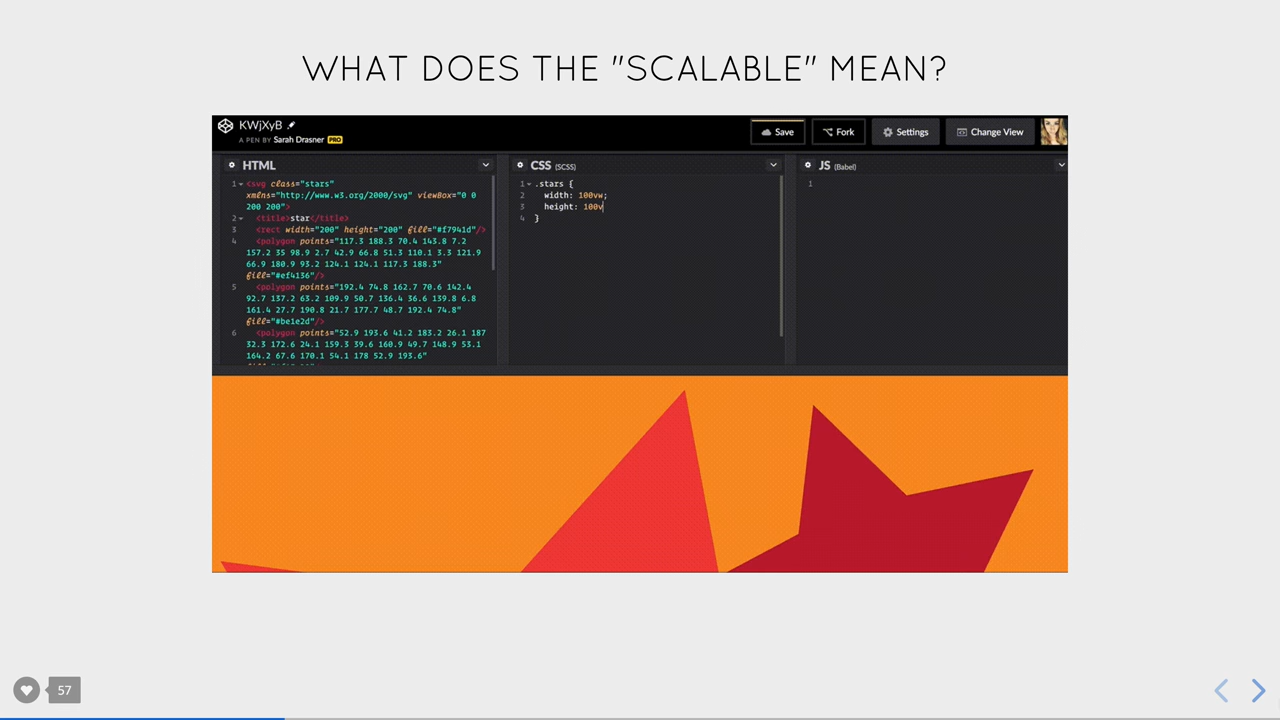 WHAT DOES THE "SCALABLE" MEAN?
KWjXyB
A PEN BY Sarah Drasner PRO
Save
Fork
Settings
Change View
HTML
CSS (SCSS)
JS (Babel)
1 <svg class="stars"
xmlns="http://www.w3.org/2000/svg" viewBox="0 0
200 200">
2 <title>star</title>
3 <rect width="200" height="200" fill="#f7941d"/>
4 <polygon points="117.3 188.3 70.4 143.8 7.2
157.2 35 98.9 2.7 42.9 66.8 51.3 110.1 3.3 121.9
66.9 180.9 93.2 124.1 124.1 117.3 188.3"
fill="#ef4136"/>
5 <polygon points="192.4 74.8 162.7 70.6 142.4
92.7 137.2 63.2 109.9 50.7 136.4 36.6 139.8 6.8
161.4 27.7 190.8 21.7 177.7 48.7 192.4 74.8"
fill="#be1e2d"/>
6 <polygon points="52.9 193.6 41.2 183.2 26.1 187
32.3 172.6 24.1 159.3 39.6 160.9 49.7 148.9 53.1
164.2 67.6 170.1 54.1 178 52.9 193.6"
1 .stars {
2 width: 100vw;
3 height: 100v
4 }
1
57